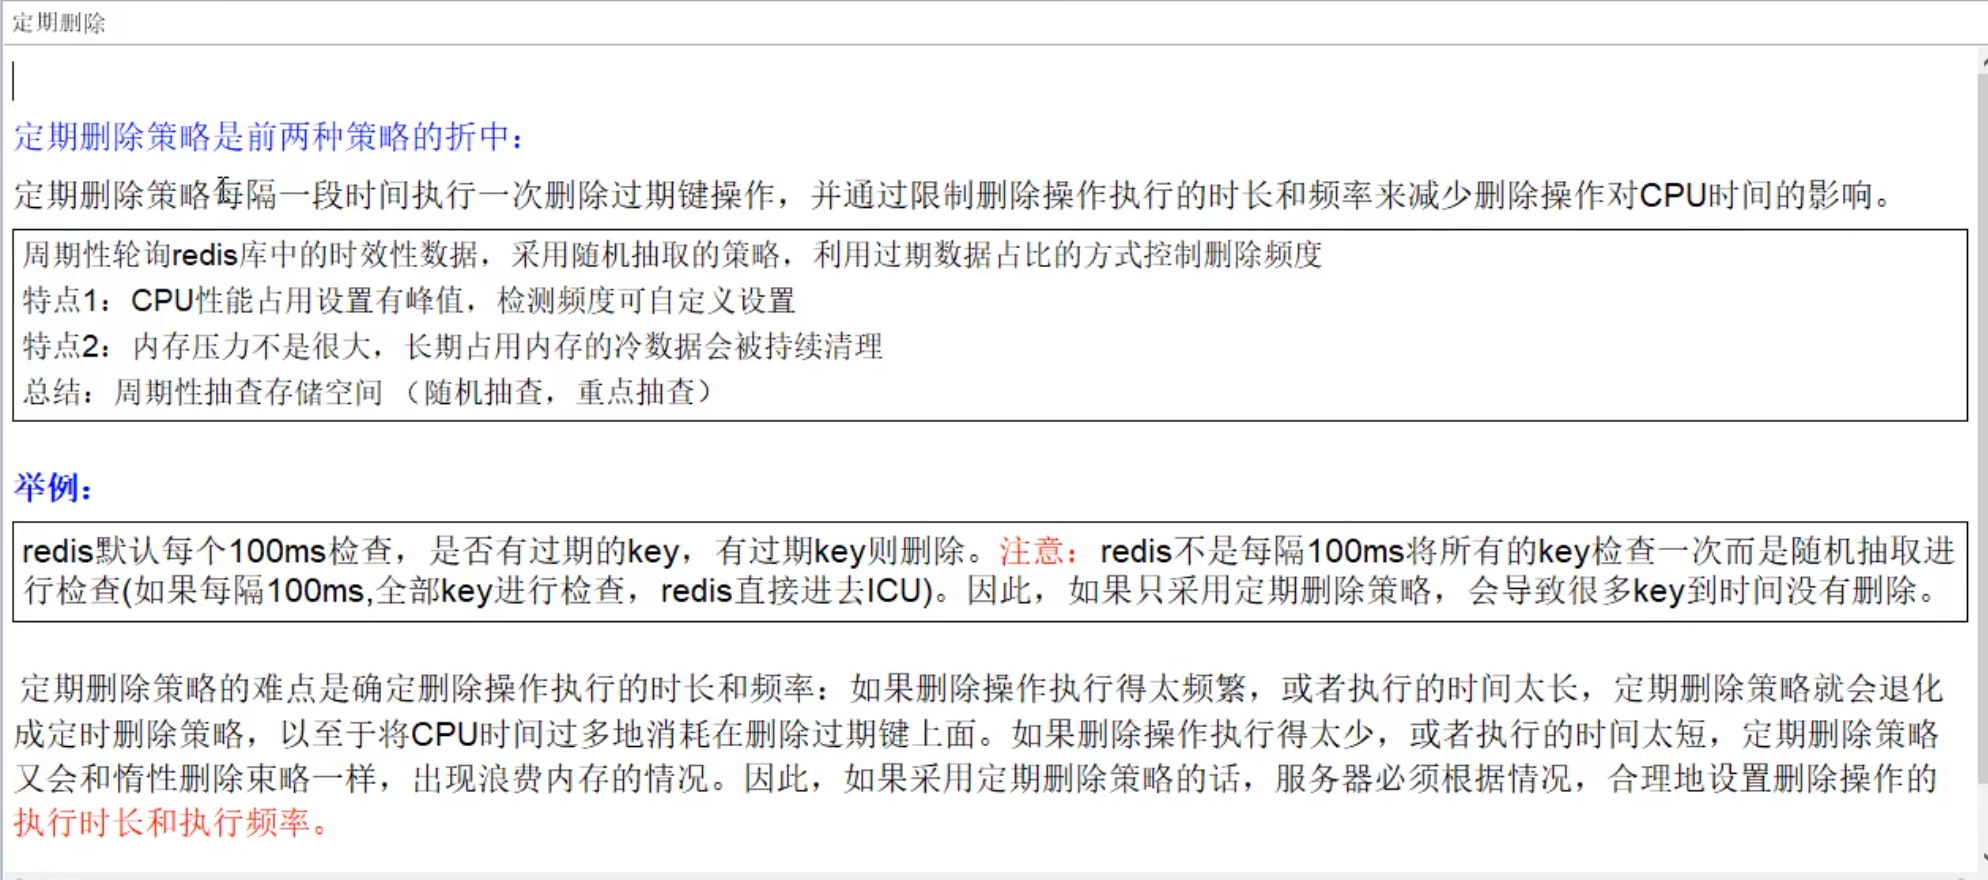 定期删除
定期删除策略是前两种策略的折中：
定期删除策略每隔一段时间执行一次删除过期键操作，并通过限制删除操作执行的时长和频率来减少删除操作对CPU时间的影响。
周期性轮询redis库中的时效性数据，采用随机抽取的策略，利用过期数据占比的方式控制删除频度
特点1：CPU性能占用设置有峰值，检测频度可自定义设置
特点2：内存压力不是很大，长期占用内存的冷数据会被持续清理
总结：周期性抽查存储空间 （随机抽查，重点抽查）
举例：
redis默认每个100ms检查，是否有过期的key，有过期key则删除。注意：redis不是每隔100ms将所有的key检查一次而是随机抽取进
行检查(如果每隔100ms,全部key进行检查，redis直接进去ICU)。因此，如果只采用定期删除策略，会导致很多key到时间没有删除。
定期删除策略的难点是确定删除操作执行的时长和频率：如果删除操作执行得太频繁，或者执行的时间太长，定期删除策略就会退化
成定时删除策略，以至于将CPU时间过多地消耗在删除过期键上面。如果删除操作执行得太少，或者执行的时间太短，定期删除策略
又会和惰性删除束略一样，出现浪费内存的情况。因此，如果采用定期删除策略的话，服务器必须根据情况，合理地设置删除操作的
执行时长和执行频率。